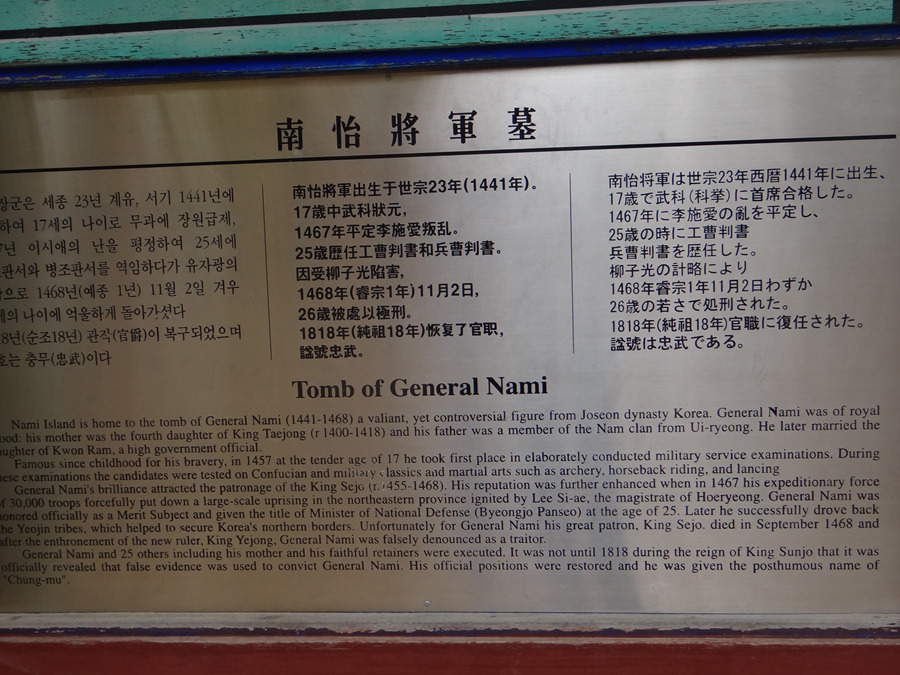 南怡將軍墓
장군은 세종 23년 계유, 서기 1441년에
하여 17세의 나이로 무과에 장원급제,
년 이시애의 난을 평정하여 25세에
판서와 병조판서를 역임하다가 유자광의
으로 1468년(예종 1년) 11월 2일 겨우
세의 나이에 억울하게 돌아가셨다
8년(순조18년) 관직(官爵)이 복구되었으며
호는 충무(忠武)이다
南怡將軍出生于世宗23年(1441年)。
17歲中武科狀元,
1467年平定李施愛叛乱。
25歲歷任工曹判書和兵曹判書。
因受柳子光陷害,
1468年(睿宗1年)11月2日,
26歲被處以極刑。
1818年(純祖18年)恢复了官职,
諡號忠武。
南怡将軍は世宗23年西暦1441年に出生、
17歳で武科(科挙)に首席合格した。
1467年に李施愛の亂を平定し、
25歳の時に工曹判書
兵曹判書を歴任した。
柳子光の計略により
1468年睿宗1年11月2日わずか
26歳の若さで処刑された。
1818年(純祖18年)官職に復任された。
諡號は忠武である。
Tomb of General Nami
Nami Island is home to the tomb of General Nami (1441-1468) a valiant, yet controversial figure from Joseon dynasty Korea. General Nami was of royal
ood: his mother was the fourth daughter of King Taejong (r 1400-1418) and his father was a member of the Nam clan from Ui-ryeong. He later married the
aughter of Kwon Ram, a high government official.
Famous since childhood for his bravery, in 1457 at the tender age of 17 he took first place in elaborately conducted military service examinations. During
hese examinations the candidates were tested on Confucian and military classics and martial arts such as archery, horseback riding, and lancing
General Nami's brilliance attracted the patronage of the King Sejo (r.1455-1468). His reputation was further enhanced when in 1467 his expeditionary force
of 30,000 troops forcefully put down a large-scale uprising in the northeastern province ignited by Lee Si-ae, the magistrate of Hoeryeong. General Nami was
onored officially as a Merit Subject and given the title of Minister of National Defense (Byeongjo Panseo) at the age of 25. Later he successfully drove back
he Yeojin tribes, which helped to secure Korea's northern borders. Unfortunately for General Nami his great patron, King Sejo. died in September 1468 and
after the enthronement of the new ruler, King Yejong, General Nami was falsely denounced as a traitor.
General Nami and 25 others including his mother and his faithful retainers were executed. It was not until 1818 during the reign of King Sunjo that it was
officially revealed that false evidence was used to convict General Nami. His official positions were restored and he was given the posthumous name of
"Chung-mu".